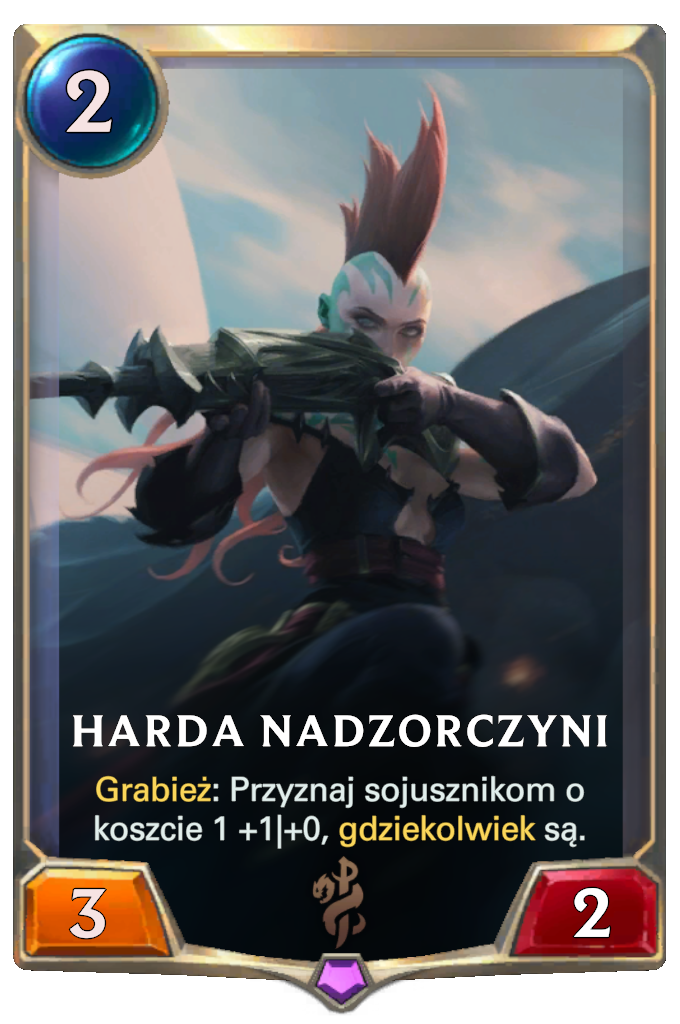 2
HARDA NADZORCZYNI
Grabież: Przyznaj sojusznikom o
koszcie 1 +1|+0, gdziekolwiek są.
3
2